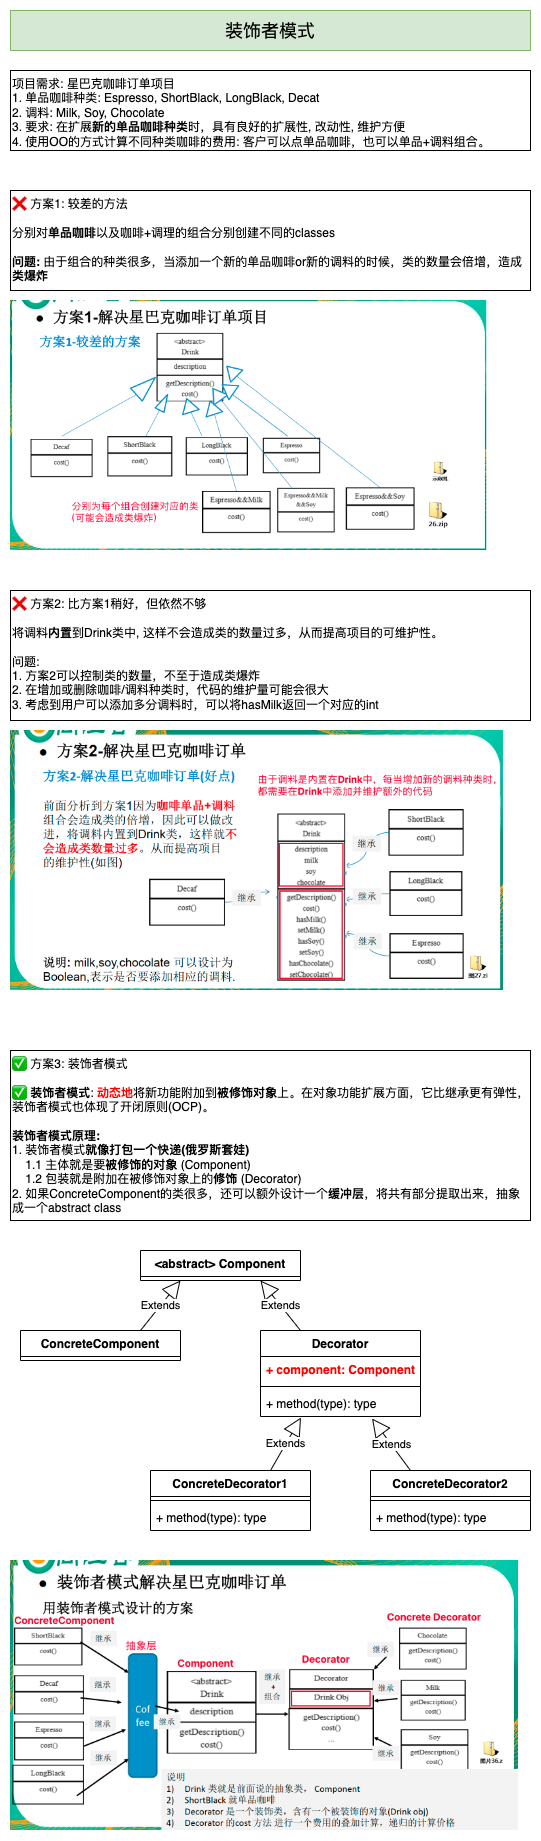 装饰者模式
项目需求: 星巴克咖啡订单项目
1. 单品咖啡种类: Espresso, ShortBlack, LongBlack, Decat
2. 调料: Milk, Soy, Chocolate
3. 要求: 在扩展新的单品咖啡种类时，具有良好的扩展性, 改动性, 维护方便
4. 使用OO的方式计算不同种类咖啡的费用: 客户可以点单品咖啡，也可以单品+调料组合。
❌ 方案1: 较差的方法
分别对单品咖啡以及咖啡+调理的组合分别创建不同的classes
问题: 由于组合的种类很多，当添加一个新的单品咖啡or新的调料的时候，类的数量会倍增，造成
类爆炸
● 方案1-解决星巴克咖啡订单项目
方案1-较差的方案
<abstract>
Drink
description
getDescription()
cost()
Decaf
cost()
ShortBlack
cost()
LongBlack
cost()
Espresso
cost()
分别为每个组合创建对应的类
(可能会造成类爆炸)
Espresso&&Milk
cost()
Espresso&&Milk
&&Soy
cost()
Espresso&&Soy
cost()
26.zip
❌ 方案2: 比方案1稍好，但依然不够
将调料内置到Drink类中, 这样不会造成类的数量过多，从而提高项目的可维护性。
问题:
1. 方案2可以控制类的数量，不至于造成类爆炸
2. 在增加或删除咖啡/调料种类时，代码的维护量可能会很大
3. 考虑到用户可以添加多分调料时，可以将hasMilk返回一个对应的int
● 方案2-解决星巴克咖啡订单
方案2-解决星巴克咖啡订单(好点)
由于调料是内置在Drink中，每当增加新的调料种类时，
都需要在Drink中添加并维护额外的代码
前面分析到方案1因为咖啡单品+调料
组合会造成类的倍增，因此可以做改
进，将调料内置到Drink类，这样就不
会造成类数量过多。从而提高项目
的维护性(如图)
<abstract>
Drink
description
milk
soy
chocolate
getDescription()
cost()
hasMilk()
setMilk()
hasSoy()
setSoy()
hasChocolate()
setChocolate()
Decaf
cost()
继承
ShortBlack
cost()
继承
LongBlack
cost()
继承
Espresso
cost()
继承
说明: milk,soy,chocolate 可以设计为
Boolean,表示是否要添加相应的调料.
图27.zi
✅ 方案3: 装饰者模式
✅ 装饰者模式: 动态地将新功能附加到被修饰对象上。在对象功能扩展方面，它比继承更有弹性，
装饰者模式也体现了开闭原则(OCP)。
装饰者模式原理:
1. 装饰者模式就像打包一个快递(俄罗斯套娃)
1.1 主体就是要被修饰的对象 (Component)
1.2 包装就是附加在被修饰对象上的修饰 (Decorator)
2. 如果ConcreteComponent的类很多，还可以额外设计一个缓冲层，将共有部分提取出来，抽象
成一个abstract class
<abstract> Component
Extends
Extends
ConcreteComponent
Decorator
+ component: Component
+ method(type): type
Extends
Extends
ConcreteDecorator1
+ method(type): type
ConcreteDecorator2
+ method(type): type
● 装饰者模式解决星巴克咖啡订单
用装饰者模式设计的方案
ConcreteComponent
ShortBlack
cost()
Decaf
cost()
Espresso
cost()
LongBlack
cost()
继承
继承
继承
继承
抽象层
Cof
fee
继承
Component
<abstract>
Drink
description
getDescription()
cost()
继承
+
组合
Decorator
Decorator
Drink Obj
getDescription()
cost()
...
Concrete Decorator
继承
Chocolate
getDescription()
cost()
继承
Milk
getDescription()
cost()
继承
Soy
getDescription()
cost()
图片36.z
说明
1) Drink 类就是前面说的抽象类， Component
2) ShortBlack 就单品咖啡
3) Decorator 是一个装饰类，含有一个被装饰的对象(Drink obj)
4) Decorator 的cost 方法 进行一个费用的叠加计算，递归的计算价格